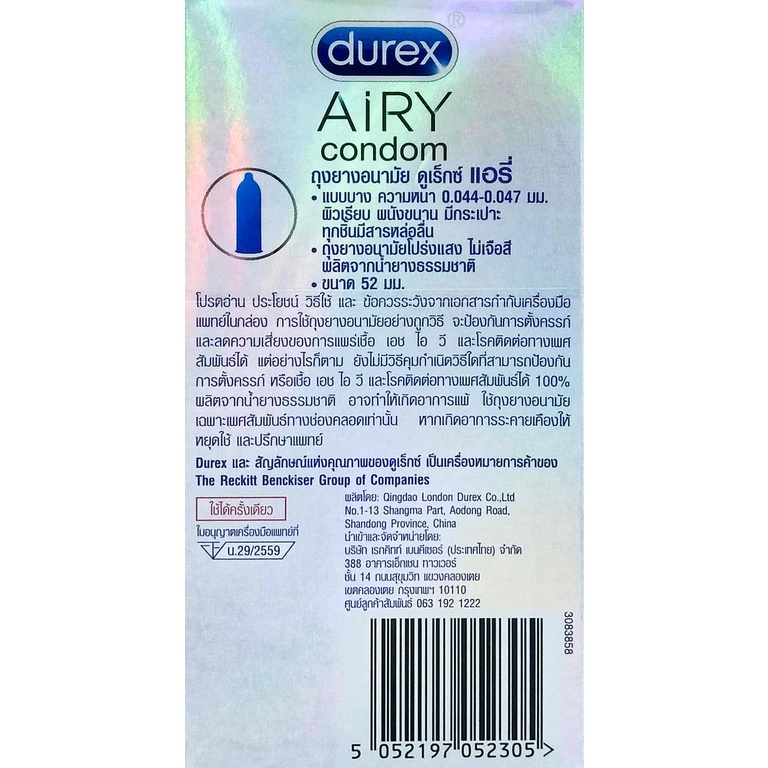 durex®
AiRY
condom
ถุงยางอนามัย ดูเร็กซ์ แอรี่
• แบบบาง ความหนา 0.044-0.047 มม.
ผิวเรียบ ผนังขนาน มีกระเปาะ
ทุกชิ้นมีสารหล่อลื่น
• ถุงยางอนามัยโปร่งแสง ไม่เจือสี
ผลิตจากน้ำยางธรรมชาติ
• ขนาด 52 มม.
โปรดอ่าน ประโยชน์ วิธีใช้ และ ข้อควรระวังจากเอกสารกำกับเครื่องมือ
แพทย์ในกล่อง การใช้ถุงยางอนามัยอย่างถูกวิธี จะป้องกันการตั้งครรภ์
และลดความเสี่ยงของการแพร่เชื้อ เอช ไอ วี และโรคติดต่อทางเพศ
สัมพันธ์ได้ แต่อย่างไรก็ตาม ยังไม่มีวิธีคุมกำเนิดวิธีใดที่สามารถป้องกัน
การตั้งครรภ์ หรือเชื้อ เอช ไอ วี และโรคติดต่อทางเพศสัมพันธ์ได้ 100%
ผลิตจากน้ำยางธรรมชาติ อาจทำให้เกิดอาการแพ้ ใช้ถุงยางอนามัย
เฉพาะเพศสัมพันธ์ทางช่องคลอดเท่านั้น หากเกิดอาการระคายเคืองให้
หยุดใช้ และปรึกษาแพทย์
Durex และ สัญลักษณ์แห่งคุณภาพของดูเร็กซ์ เป็นเครื่องหมายการค้าของ
The Reckitt Benckiser Group of Companies
ใช้ได้ครั้งเดียว
ใบอนุญาตเครื่องมือแพทย์ที่
น.29/2559
ผลิตโดย: Qingdao London Durex Co.,Ltd
No.1-13 Shangma Part, Aodong Road,
Shandong Province, China
นำเข้าและจัดจำหน่ายโดย:
บริษัท เรกคิทท์ เบนคีเซอร์ (ประเทศไทย) จำกัด
388 อาคารเอ็กเชน ทาวเวอร์
ชั้น 14 ถนนสุขุมวิท แขวงคลองเตย
เขตคลองเตย กรุงเทพฯ 10110
ศูนย์ลูกค้าสัมพันธ์ 063 192 1222
3083858
5 052197 052305 >